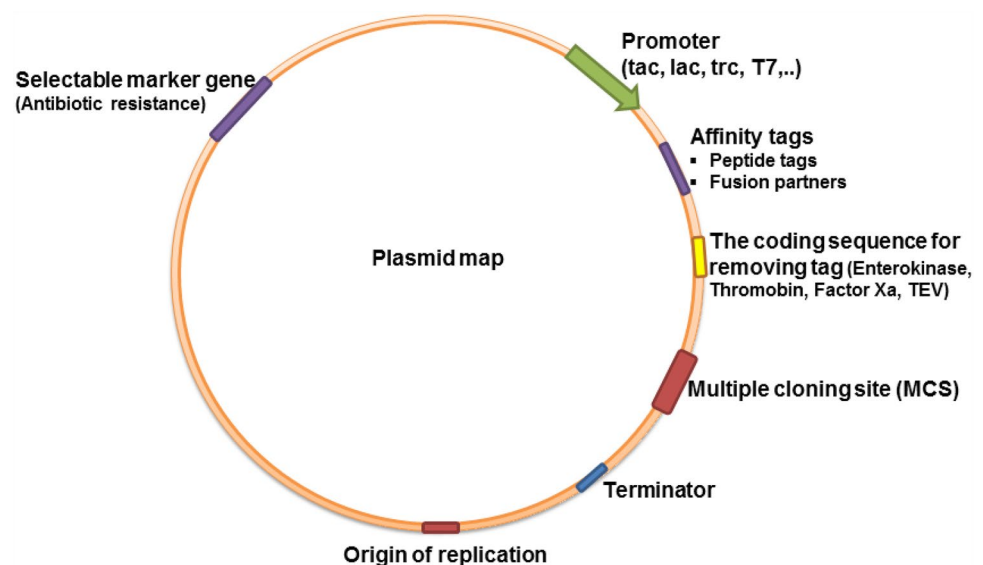 Promoter
(tac, lac, trc, T7,..)
Selectable marker gene
(Antibiotic resistance)
Affinity tags
▪ Peptide tags
▪ Fusion partners
The coding sequence for
removing tag (Enterokinase,
Thromobin, Factor Xa, TEV)
Plasmid map
Multiple cloning site (MCS)
Terminator
Origin of replication